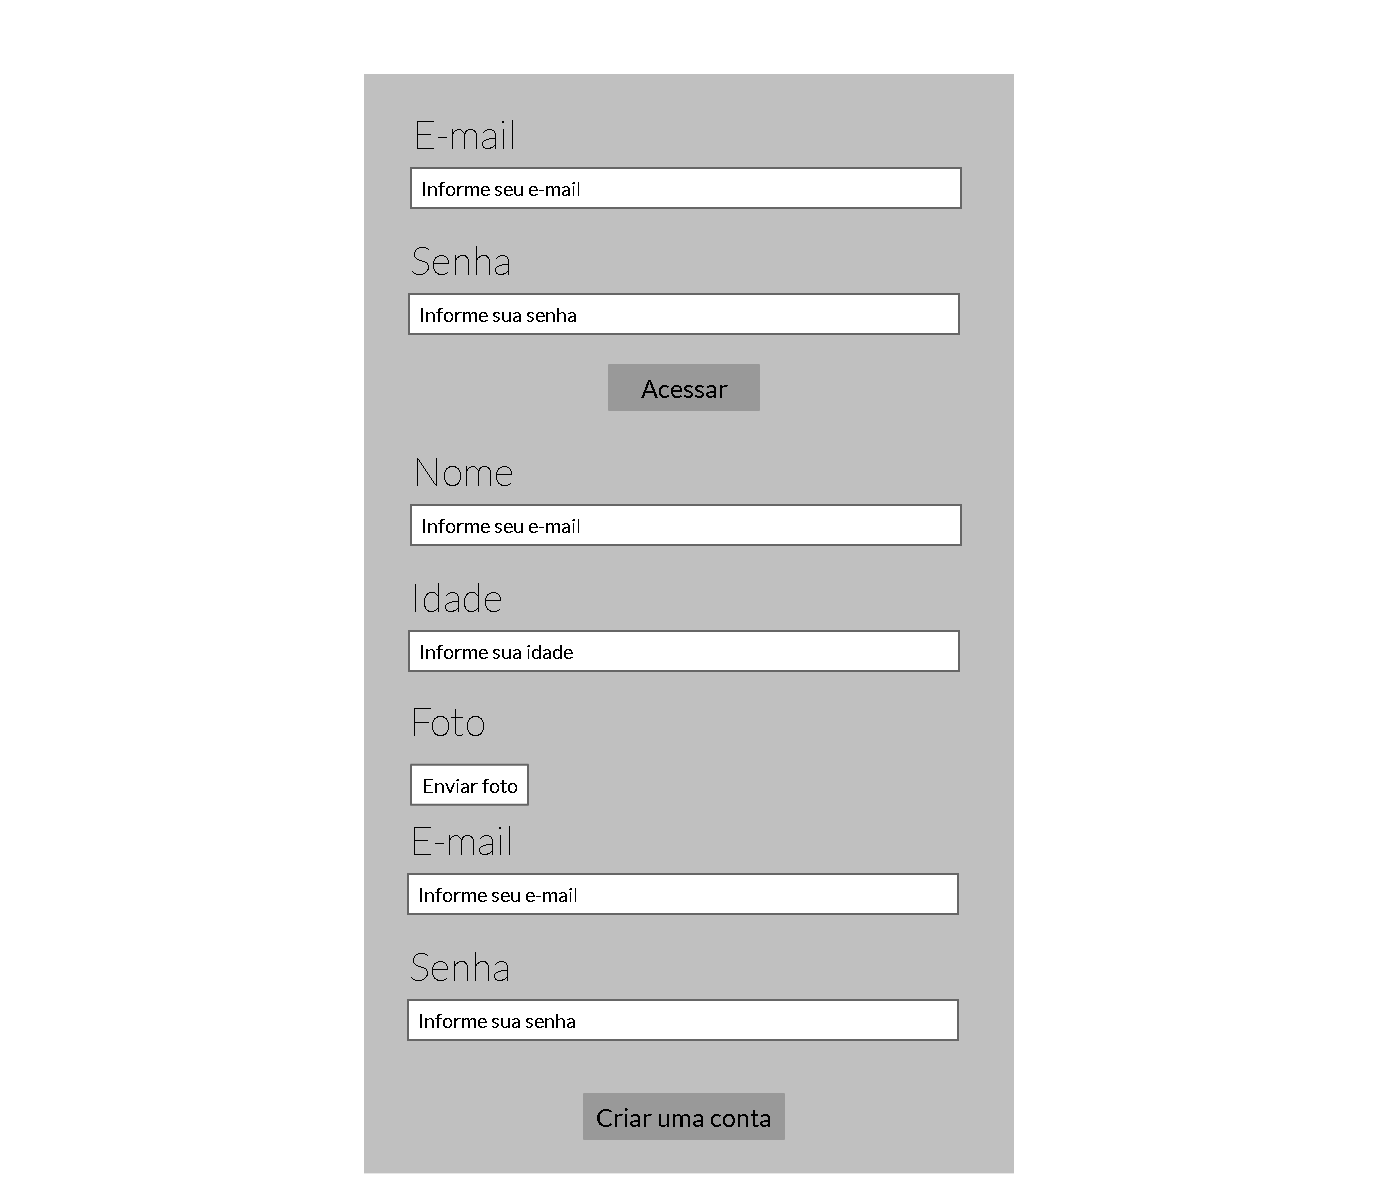 E-mail
Informe seu e-mail
Senha
Informe sua senha
Acessar
Nome
Informe seu e-mail
Idade
Informe sua idade
Foto
Enviar foto
E-mail
Informe seu e-mail
Senha
Informe sua senha
Criar uma conta